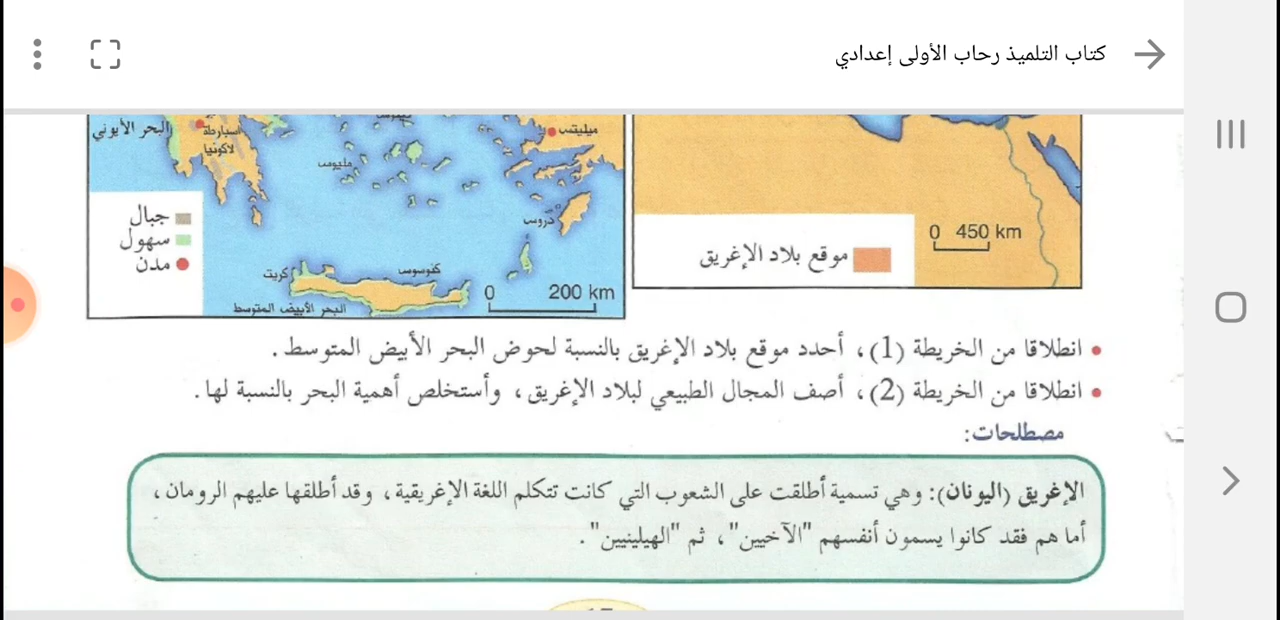 كتاب التلميذ رحاب الأولى إعدادي
البحر الأيوني
اسبارطة
لاكونيا
ميليتس
مليوس
جبال
سهول
مدن
كريت
كنوسوس
البحر الأبيض المتوسط
0 200 km
0 450 km
موقع بلاد الإغريق
• انطلاقا من الخريطة (1)، أحدد موقع بلاد الإغريق بالنسبة لحوض البحر الأبيض المتوسط.
• انطلاقا من الخريطة (2)، أصف المجال الطبيعي لبلاد الإغريق، وأستخلص أهمية البحر بالنسبة لها.
مصطلحات:
الإغريق (اليونان): وهي تسمية أطلقت على الشعوب التي كانت تتكلم اللغة الإغريقية، وقد أطلقها عليهم الرومان،
أما هم فقد كانوا يسمون أنفسهم "الآخيين"، ثم "الهيلينيين".